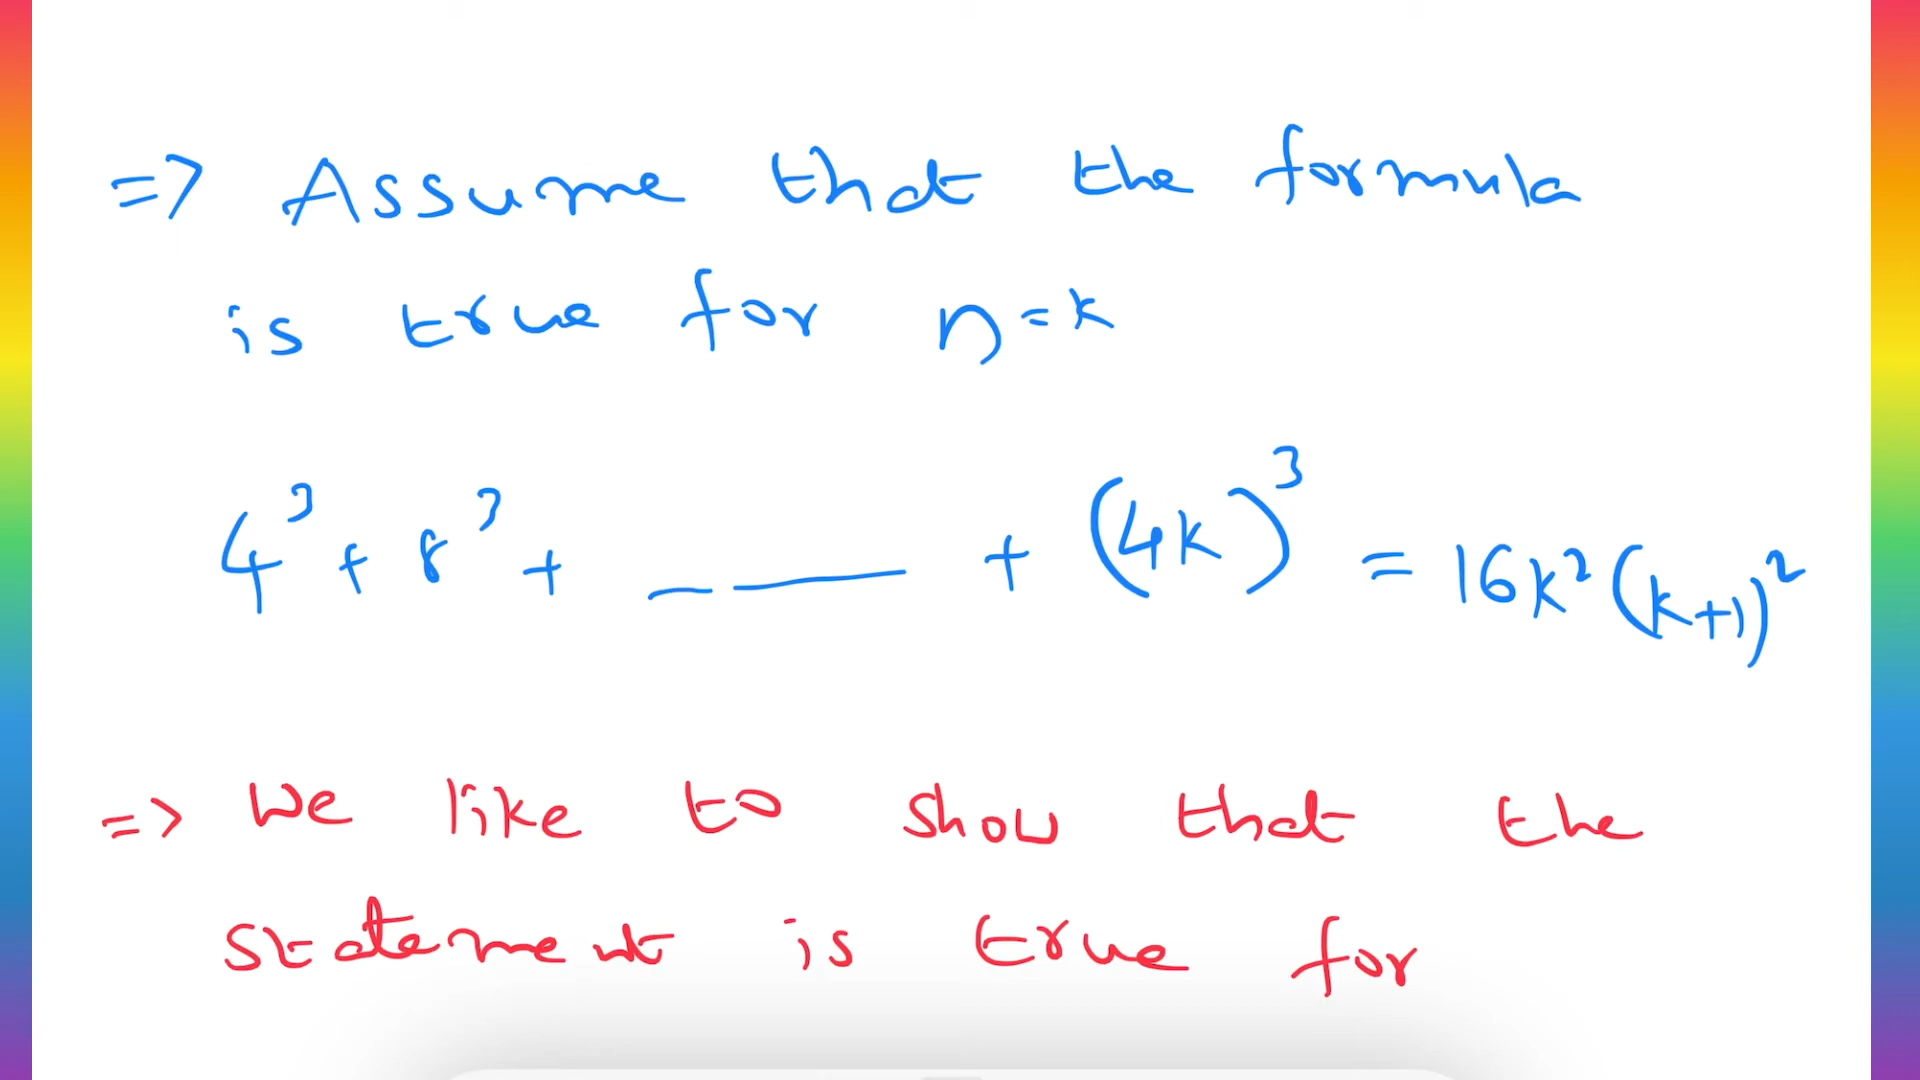 => Assume that the formula
is true for n=k
4³ + 8³ + _ __ + (4k)³ = 16k² (k+1)²
=> We like to show that the
statement is true for